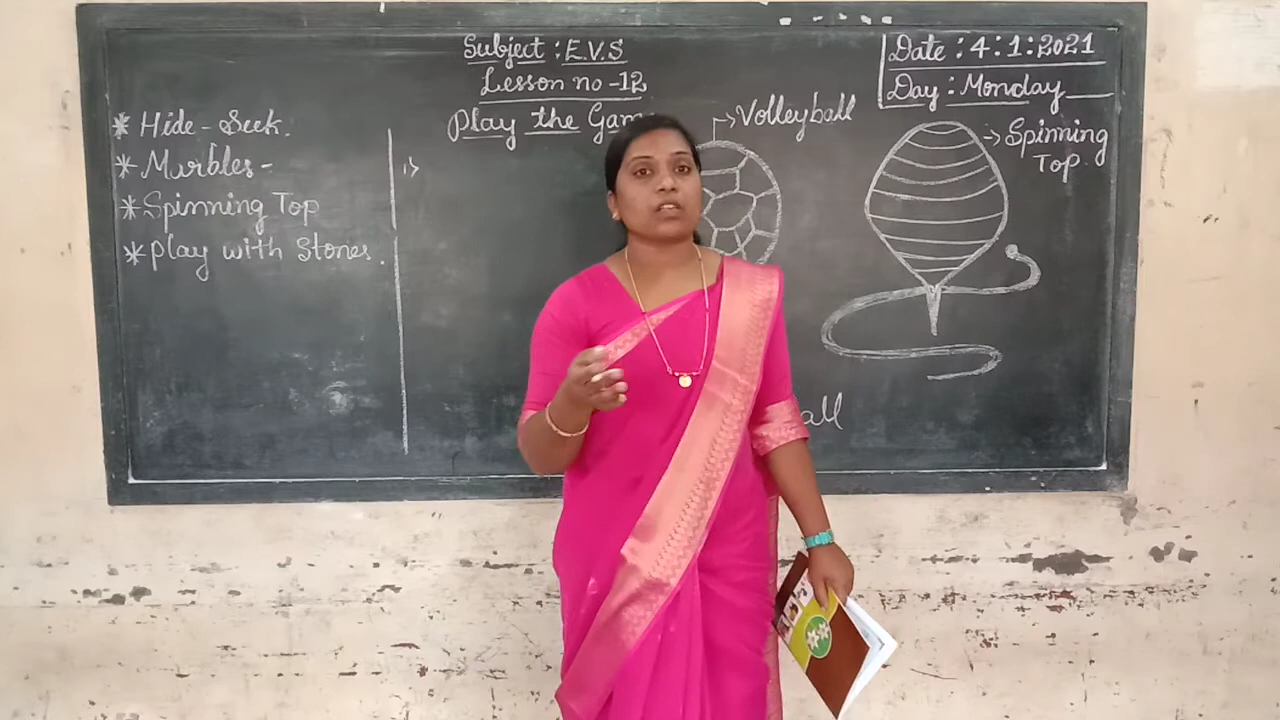 Subject : E.V.S
Lesson no - 12
Play the Gam
Date : 4 : 1 : 2021
Day : Monday
* Hide - Seek.
* Marbles -
* Spinning Top
* Play with Stones.
1>
Volleyball
Spinning
Top.
all